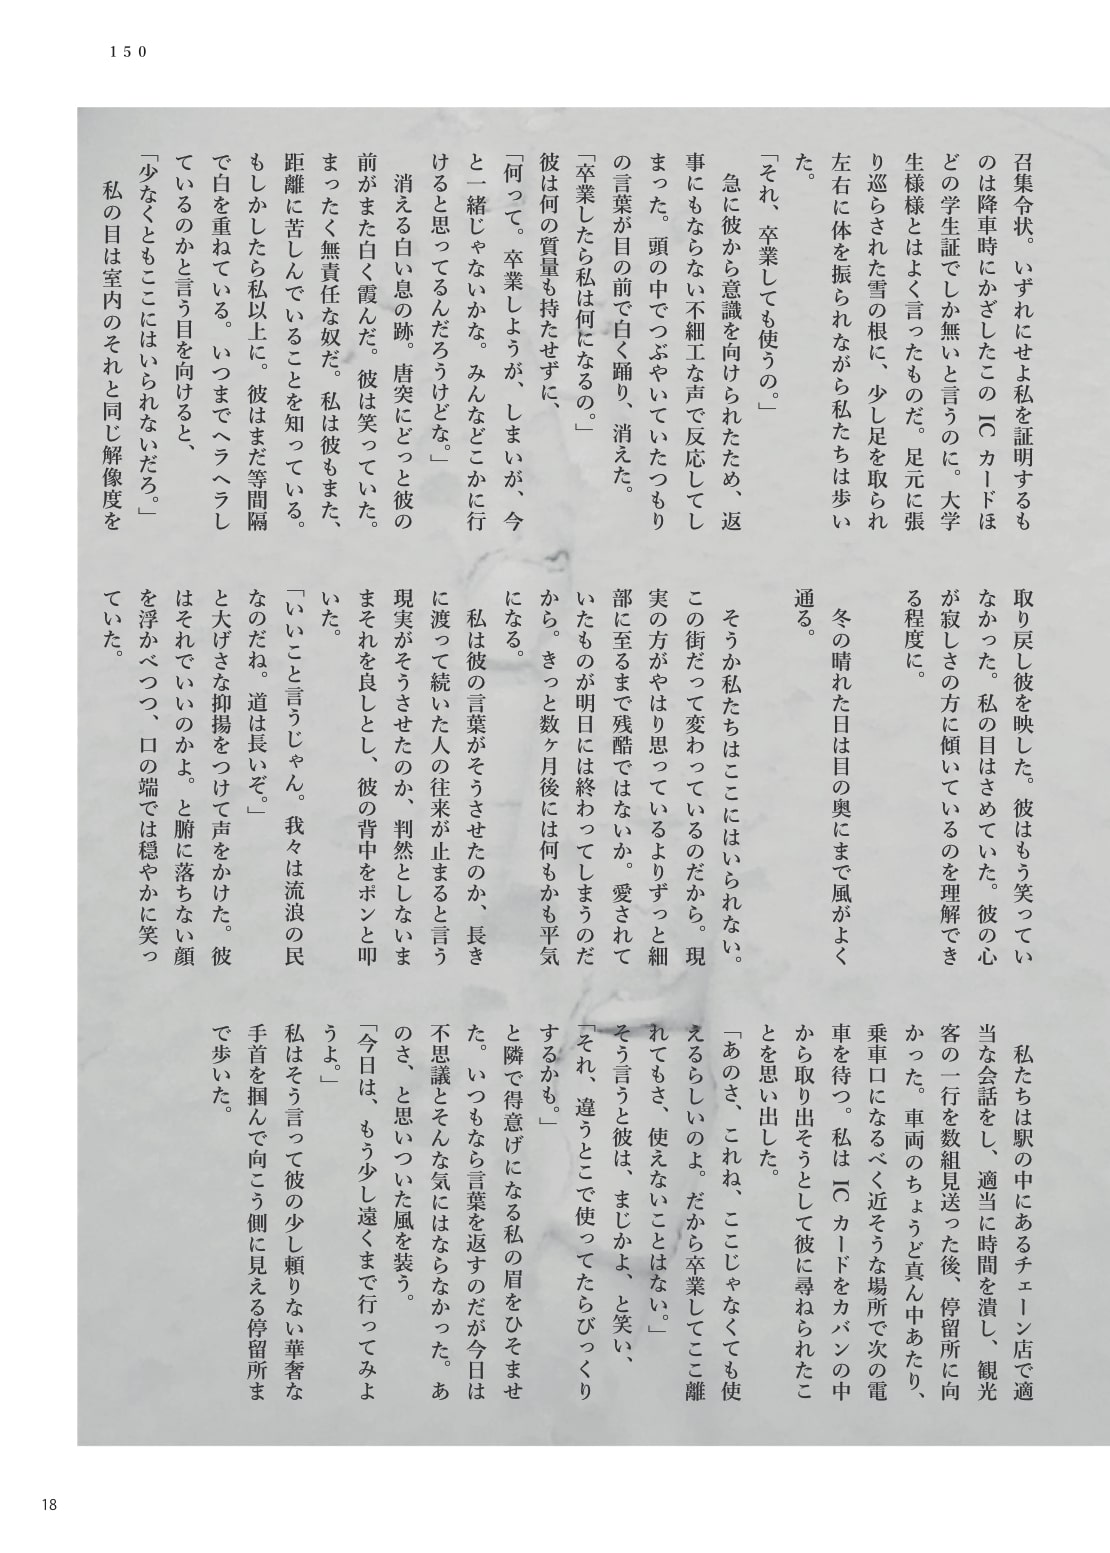 150
召集令状。いずれにせよ私を証明するも
のは降車時にかざしたこの IC カードほ
どの学生証でしか無いと言うのに。大学
生様様とはよく言ったものだ。足元に張
り巡らされた雪の根に、少し足を取られ
左右に体を振られながら私たちは歩い
た。
「それ、卒業しても使うの。」
急に彼から意識を向けられたため、返
事にもならない不細工な声で反応してし
まった。頭の中でつぶやいていたつもり
の言葉が目の前で白く踊り、消えた。
「卒業したら私は何になるの。」
彼は何の質量も持たせずに、
「何って。卒業しようが、しまいが、今
と一緒じゃないかな。みんなどこかに行
けると思ってるんだろうけどな。」
消える白い息の跡。唐突にどっと彼の
前がまた白く霞んだ。彼は笑っていた。
まったく無責任な奴だ。私は彼もまた、
距離に苦しんでいることを知っている。
もしかしたら私以上に。彼はまだ等間隔
で白を重ねている。いつまでヘラヘラし
ているのかと言う目を向けると、
「少なくともここにはいられないだろ。」
私の目は室内のそれと同じ解像度を
取り戻し彼を映した。彼はもう笑ってい
なかった。私の目はさめていた。彼の心
が寂しさの方に傾いているのを理解でき
る程度に。
冬の晴れた日は目の奥にまで風がよく
通る。
そうか私たちはここにはいられない。
この街だって変わっているのだから。現
実の方がやはり思っているよりずっと細
部に至るまで残酷ではないか。愛されて
いたものが明日には終わってしまうのだ
から。きっと数ヶ月後には何もかも平気
になる。
私は彼の言葉がそうさせたのか、長き
に渡って続いた人の往来が止まると言う
現実がそうさせたのか、判然としないま
まそれを良しとし、彼の背中をポンと叩
いた。
「いいこと言うじゃん。我々は流浪の民
なのだね。道は長いぞ。」
と大げさな抑揚をつけて声をかけた。彼
はそれでいいのかよ。と腑に落ちない顔
を浮かべつつ、口の端では穏やかに笑っ
ていた。
私たちは駅の中にあるチェーン店で適
当な会話をし、適当に時間を潰し、観光
客の一行を数組見送った後、停留所に向
かった。車両のちょうど真ん中あたり、
乗車口になるべく近そうな場所で次の電
車を待つ。私は IC カードをカバンの中
から取り出そうとして彼に尋ねられたこ
とを思い出した。
「あのさ、これね、ここじゃなくても使
えるらしいのよ。だから卒業してここ離
れてもさ、使えないことはない。」
そう言うと彼は、まじかよ、と笑い、
「それ、違うとこで使ってたらびっくり
するかも。」
と隣で得意げになる私の眉をひそませ
た。いつもなら言葉を返すのだが今日は
不思議とそんな気にはならなかった。あ
のさ、と思いついた風を装う。
「今日は、もう少し遠くまで行ってみよ
うよ。」
私はそう言って彼の少し頼りない華奢な
手首を掴んで向こう側に見える停留所ま
で歩いた。
18